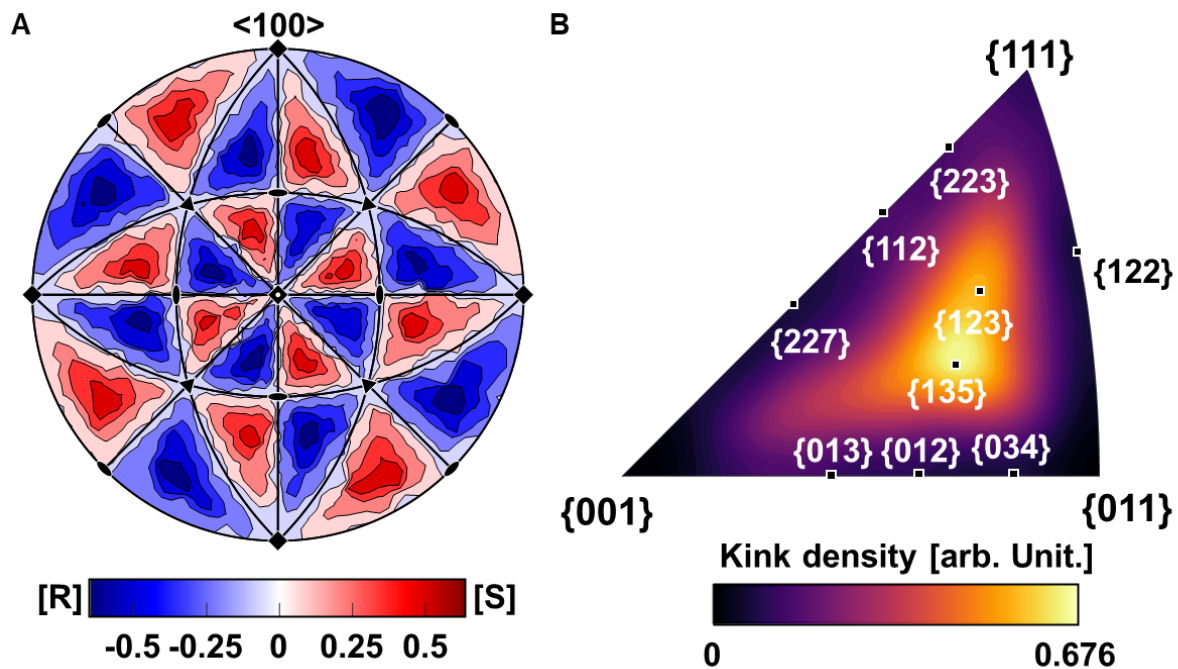 A
<100>
[R]
[S]
-0.5 -0.25 0 0.25 0.5
B
{111}
{223}
{112}
{122}
{227}
{123}
{135}
{013} {012} {034}
{001}
{011}
Kink density [arb. Unit.]
0
0.676